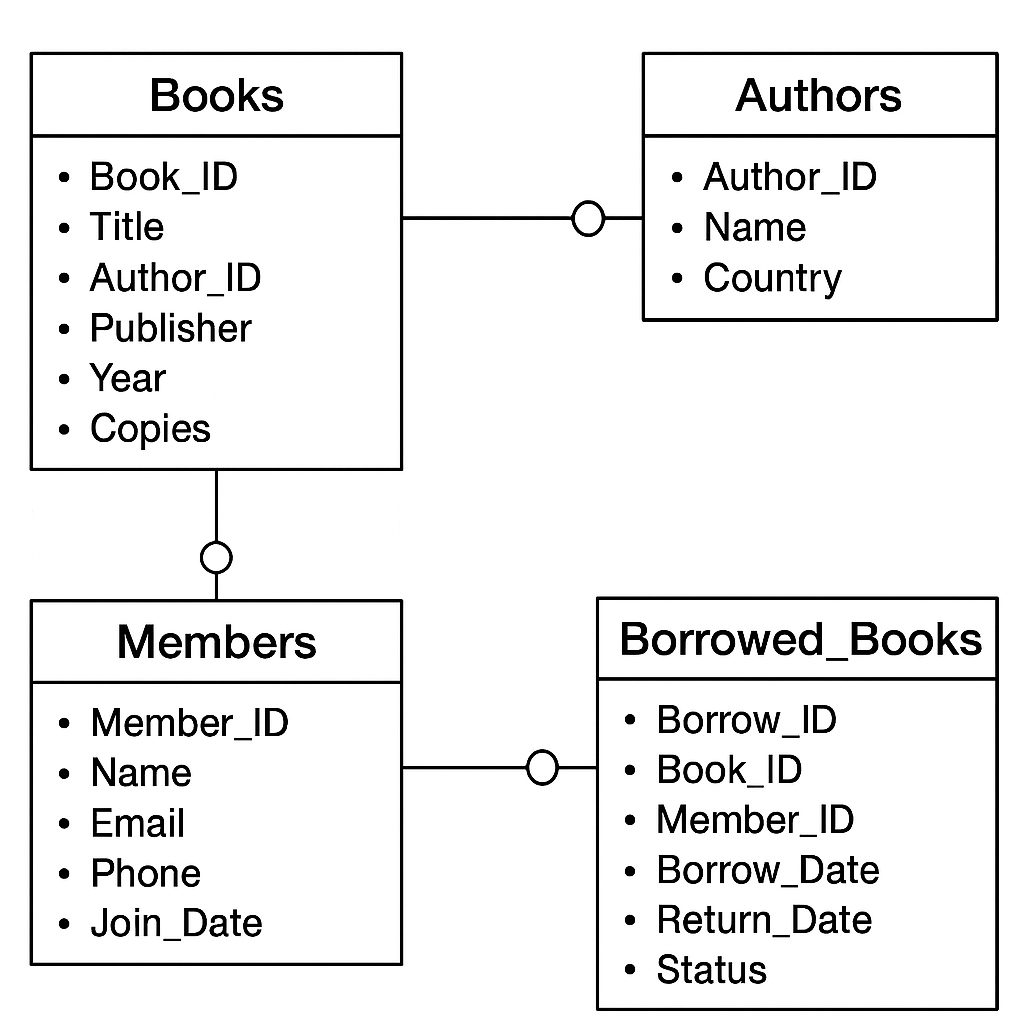 Books
• Book_ID
• Title
• Author_ID
• Publisher
• Year
• Copies
Authors
• Author_ID
• Name
• Country
Members
• Member_ID
• Name
• Email
• Phone
• Join_Date
Borrowed_Books
• Borrow_ID
• Book_ID
• Member_ID
• Borrow_Date
• Return_Date
• Status